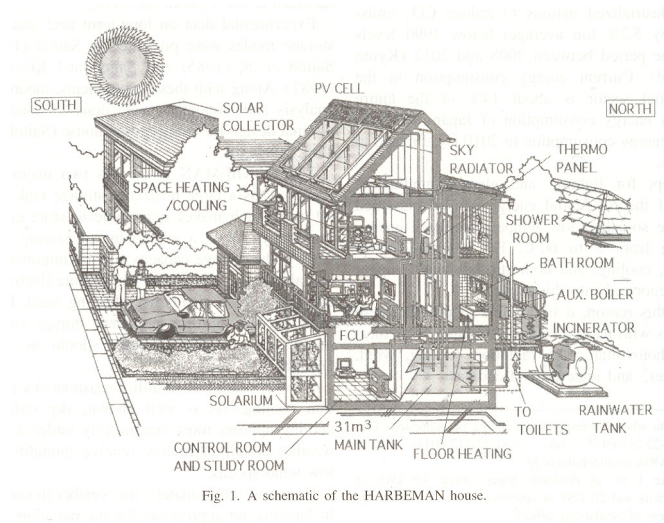 SOUTH
SOLAR
COLLECTOR
PV CELL
NORTH
SKY
RADIATOR
THERMO
PANEL
SPACE HEATING
/COOLING
SHOWER
ROOM
BATH ROOM
AUX. BOILER
INCINERATOR
FCU
SOLARIUM
31m³
MAIN TANK
TO
TOILETS
RAINWATER
TANK
CONTROL ROOM
AND STUDY ROOM
FLOOR HEATING
Fig. 1. A schematic of the HARBEMAN house.